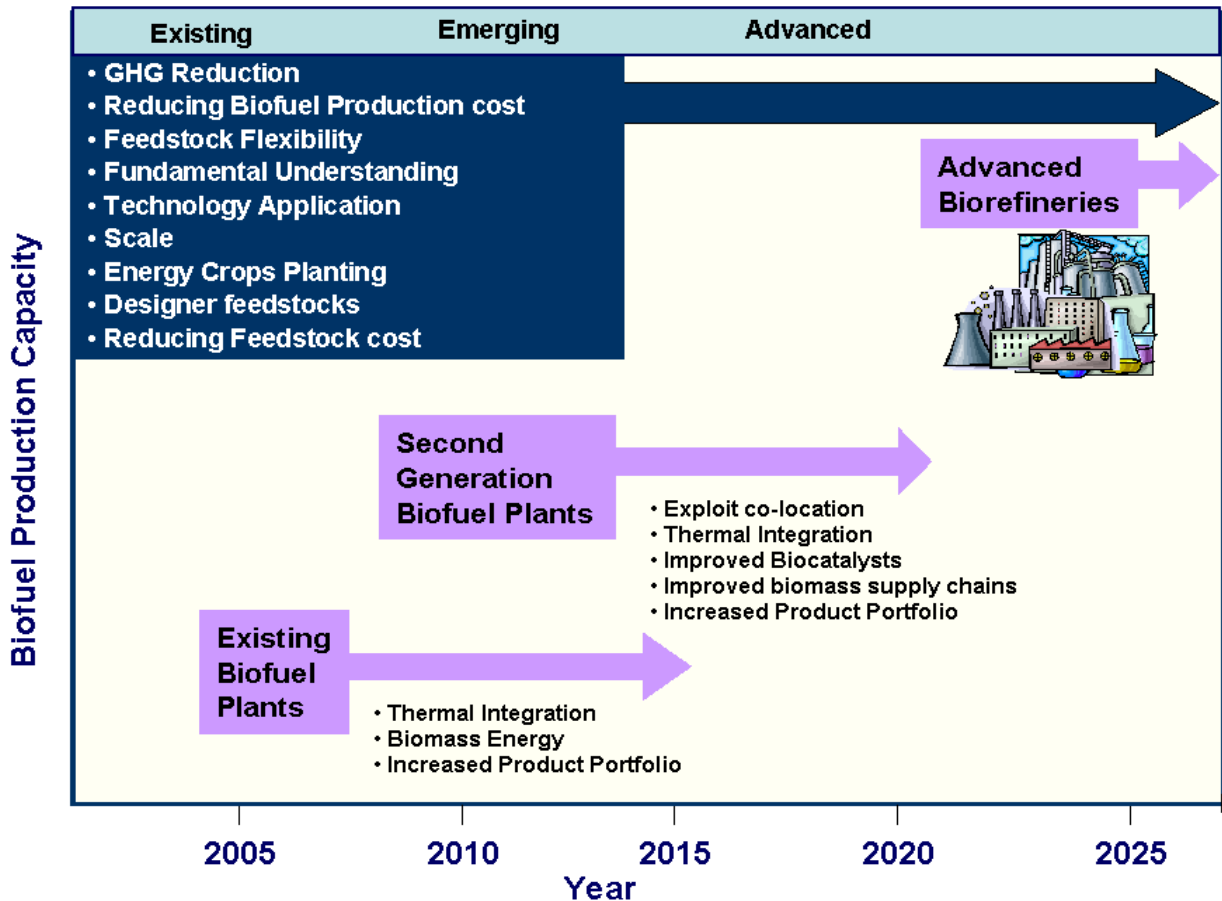 Existing Emerging Advanced
• GHG Reduction
• Reducing Biofuel Production cost
• Feedstock Flexibility
• Fundamental Understanding
• Technology Application
• Scale
• Energy Crops Planting
• Designer feedstocks
• Reducing Feedstock cost
Advanced
Biorefineries
Second
Generation
Biofuel Plants
• Exploit co-location
• Thermal Integration
• Improved Biocatalysts
• Improved biomass supply chains
• Increased Product Portfolio
Existing
Biofuel
Plants
• Thermal Integration
• Biomass Energy
• Increased Product Portfolio
Biofuel Production Capacity
2005 2010 2015 2020 2025
Year